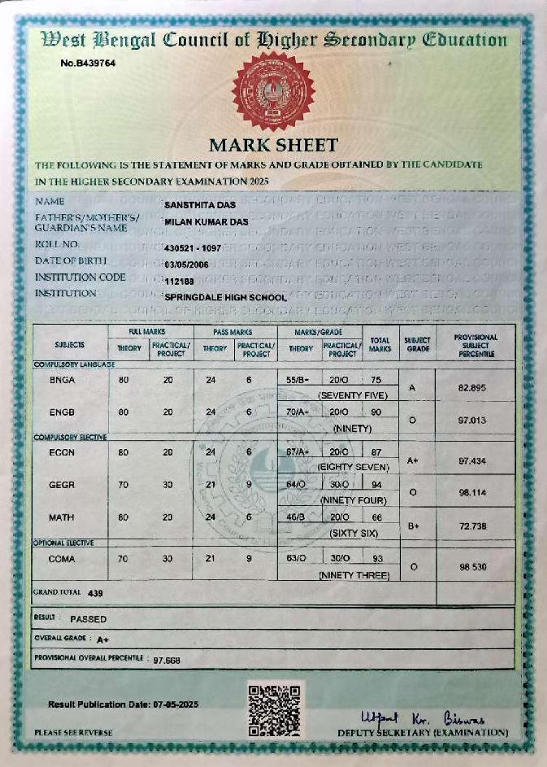 West Bengal Council of Higher Secondary Education
No.B439764
MARK SHEET
THE FOLLOWING IS THE STATEMENT OF MARKS AND GRADE OBTAINED BY THE CANDIDATE
IN THE HIGHER SECONDARY EXAMINATION 2025
NAME SANSTHITA DAS
FATHER'S/MOTHER'S/ GUARDIAN'S NAME MILAN KUMAR DAS
ROLL NO. 430521 - 1097
DATE OF BIRTH 03/05/2006
INSTITUTION CODE 112188
INSTITUTION SPRINGDALE HIGH SCHOOL
SUBJECTS FULL MARKS PASS MARKS MARKS/GRADE TOTAL MARKS SUBJECT GRADE PROVISIONAL SUBJECT PERCENTILE
THEORY PRACTICAL/PROJECT THEORY PRACTICAL/PROJECT THEORY PRACTICAL/PROJECT
COMPULSORY LANGUAGE
BNGA 80 20 24 6 55/B+ 20/O 75 A 82.895
(SEVENTY FIVE)
ENGB 80 20 24 6 70/A+ 20/O 90 O 97.013
(NINETY)
COMPULSORY ELECTIVE
ECON 80 20 24 6 67/A+ 20/O 87 A+ 97.434
(EIGHTY SEVEN)
GEGR 70 30 21 9 64/O 30/O 94 O 98.114
(NINETY FOUR)
MATH 80 20 24 6 46/B 20/O 66 B+ 72.738
(SIXTY SIX)
OPTIONAL ELECTIVE
COMA 70 30 21 9 63/O 30/O 93 O 98.530
(NINETY THREE)
GRAND TOTAL 439
RESULT : PASSED
OVERALL GRADE : A+
PROVISIONAL OVERALL PERCENTILE : 97.668
Result Publication Date: 07-05-2025
Utpal Kr. Biswas
PLEASE SEE REVERSE
DEPUTY SECRETARY (EXAMINATION)